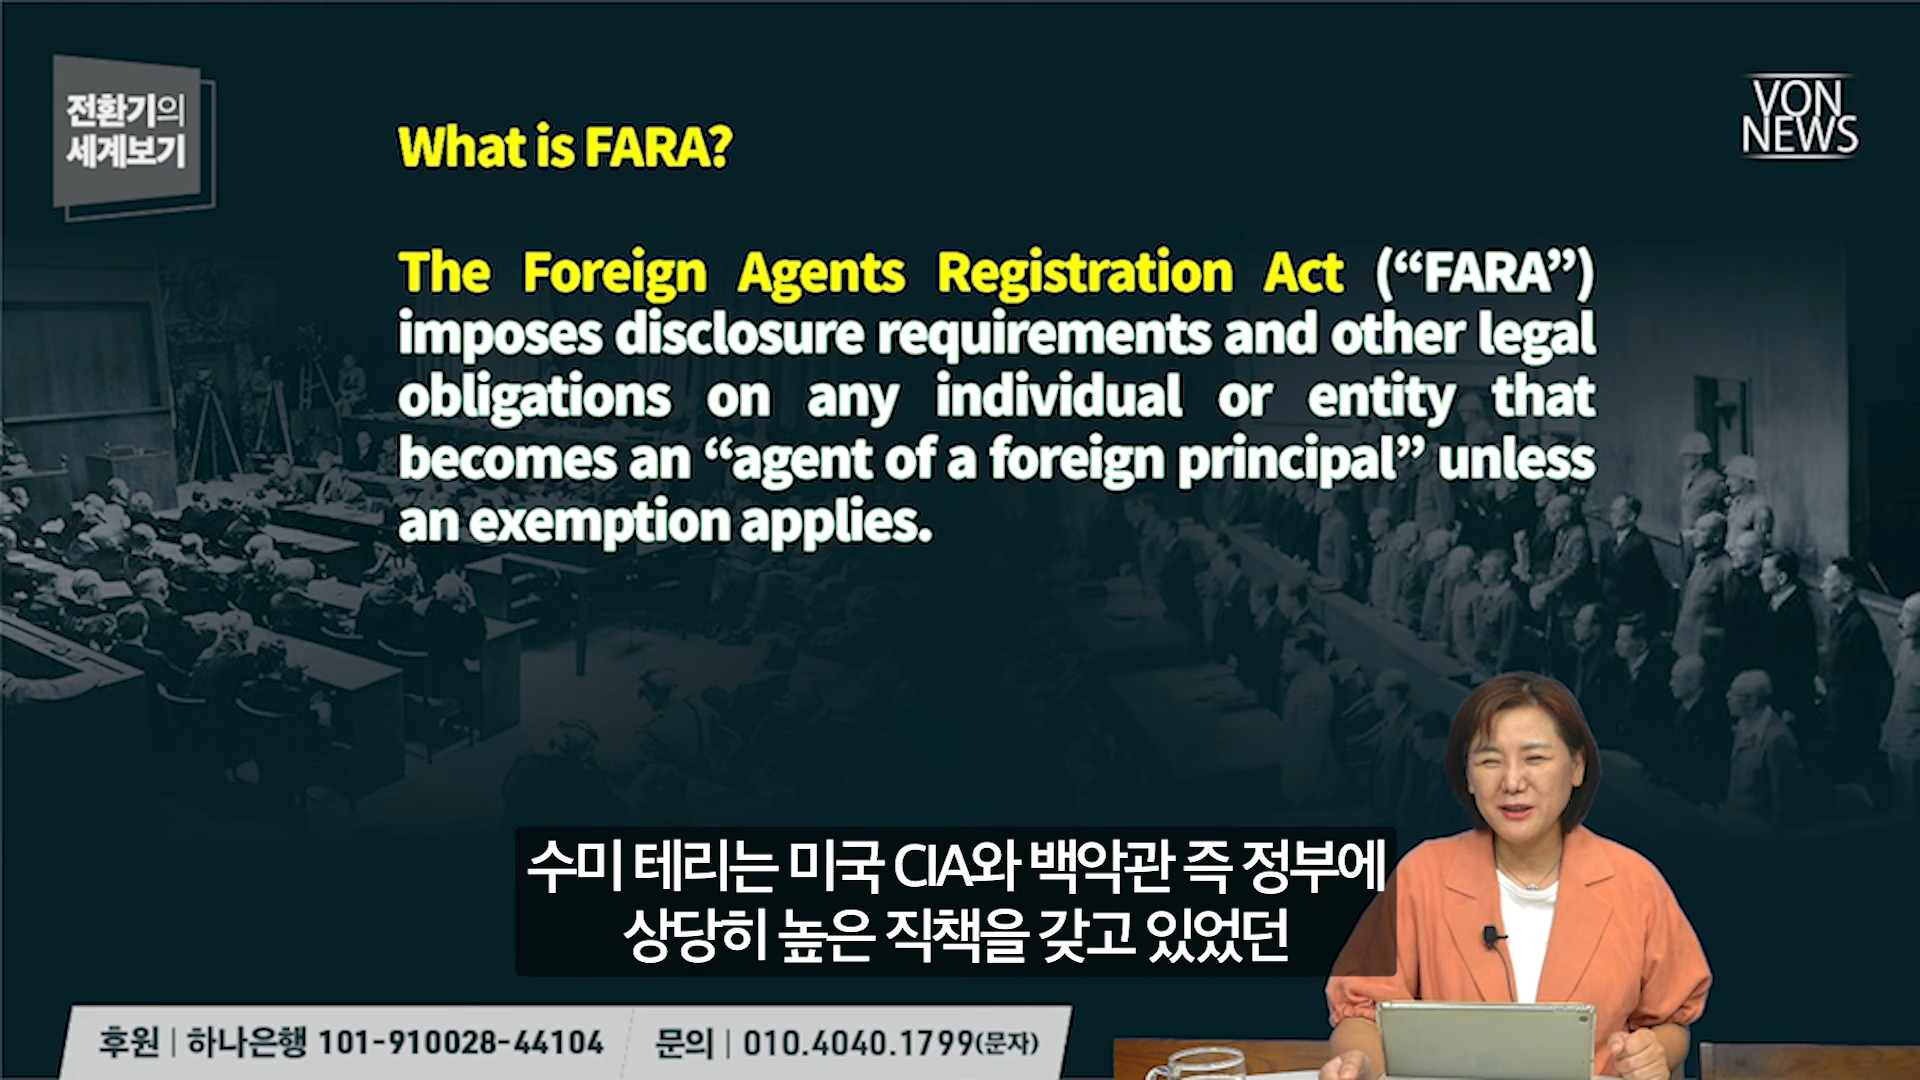 전환기의
세계보기
VON
NEWS
What is FARA?
The Foreign Agents Registration Act (“FARA”)
imposes disclosure requirements and other legal
obligations on any individual or entity that
becomes an “agent of a foreign principal” unless
an exemption applies.
수미 테리는 미국 CIA와 백악관 즉 정부에
상당히 높은 직책을 갖고 있었던
후원 | 하나은행 101-910028-44104 문의 | 010.4040.1799(문자)